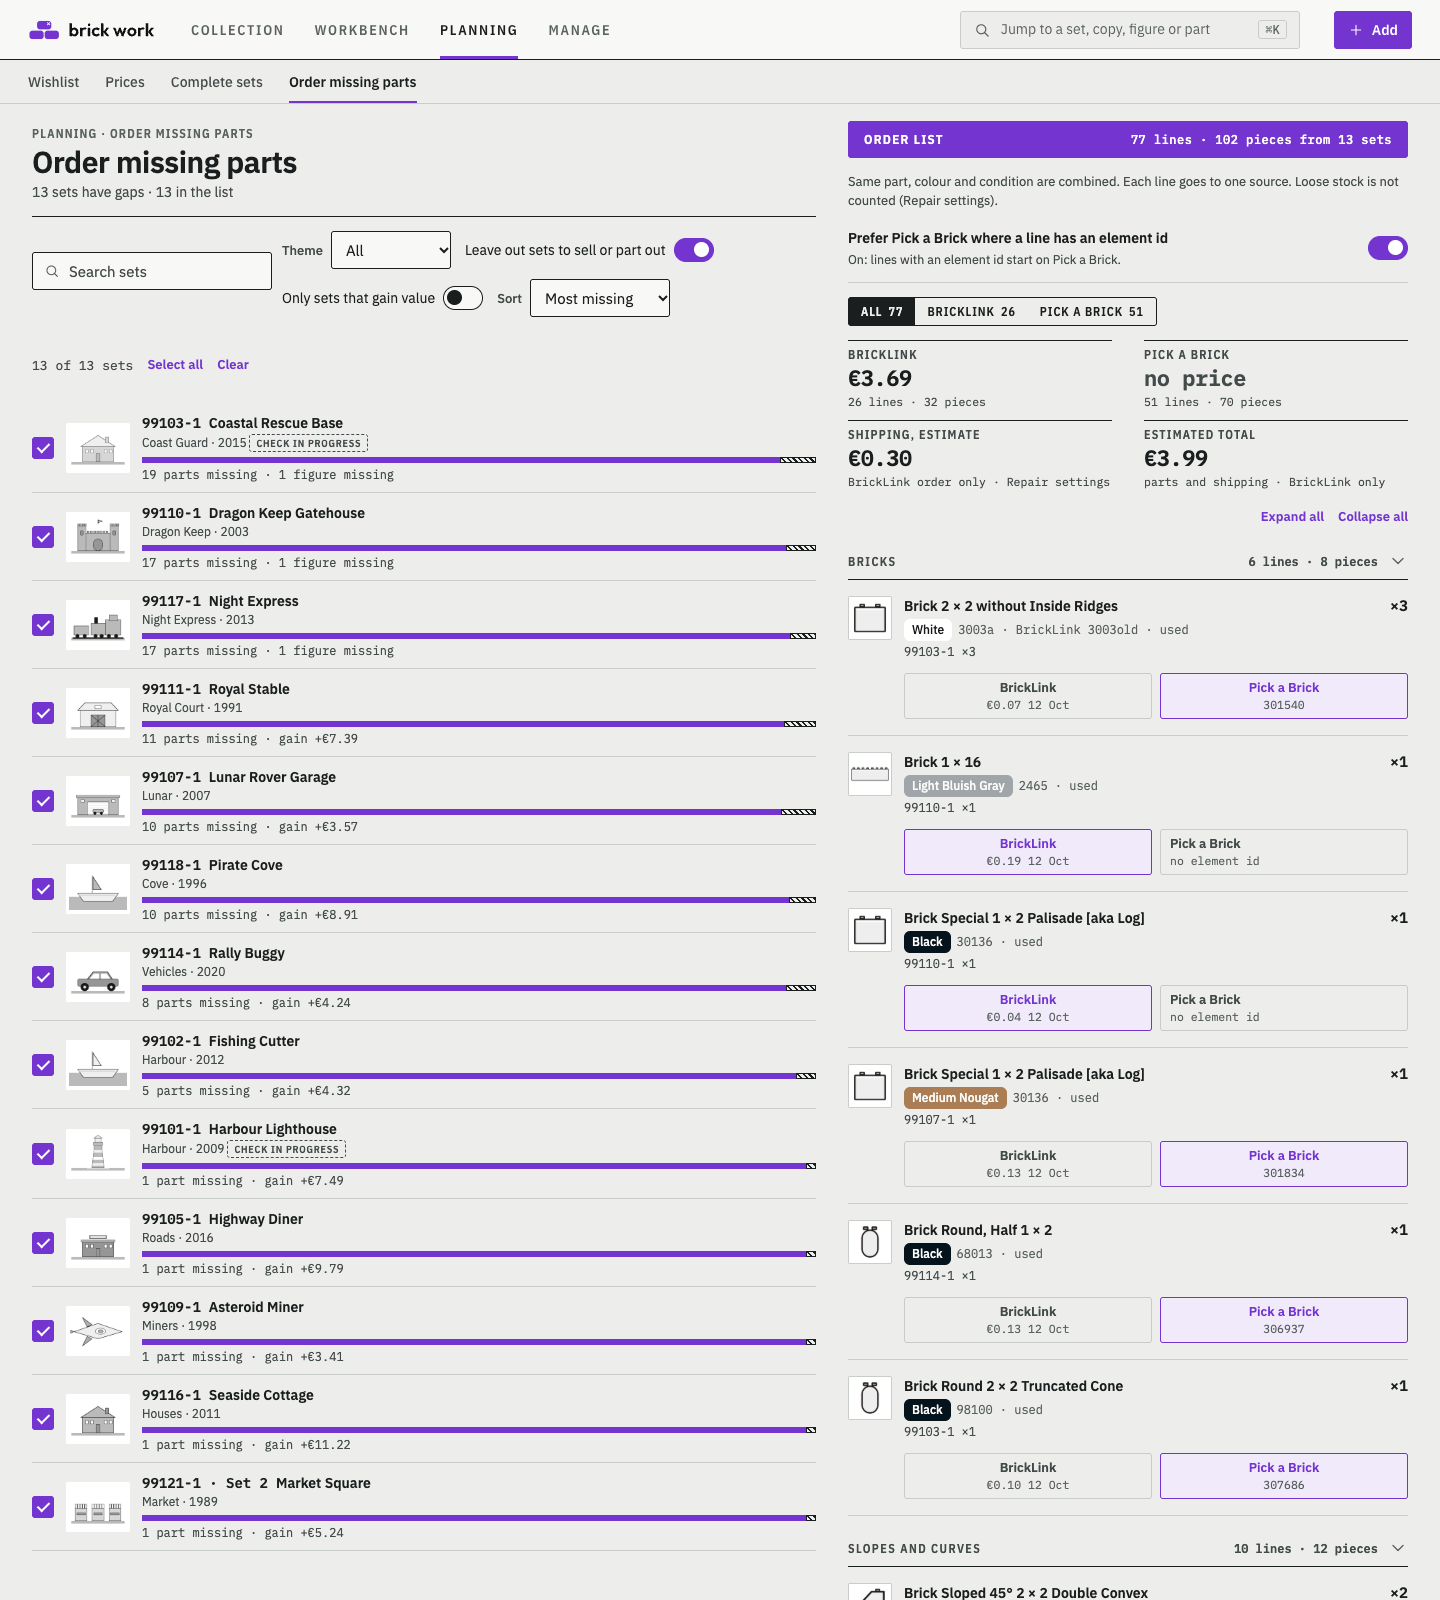 brick work
COLLECTION
WORKBENCH
PLANNING
MANAGE
Jump to a set, copy, figure or part
⌘K
+ Add
Wishlist
Prices
Complete sets
Order missing parts
PLANNING · ORDER MISSING PARTS
Order missing parts
13 sets have gaps · 13 in the list
Search sets
Theme
All
Leave out sets to sell or part out
Only sets that gain value
Sort
Most missing
13 of 13 sets
Select all
Clear
99103-1 Coastal Rescue Base
Coast Guard · 2015 CHECK IN PROGRESS
19 parts missing · 1 figure missing
99110-1 Dragon Keep Gatehouse
Dragon Keep · 2003
17 parts missing · 1 figure missing
99117-1 Night Express
Night Express · 2013
17 parts missing · 1 figure missing
99111-1 Royal Stable
Royal Court · 1991
11 parts missing · gain +€7.39
99107-1 Lunar Rover Garage
Lunar · 2007
10 parts missing · gain +€3.57
99118-1 Pirate Cove
Cove · 1996
10 parts missing · gain +€8.91
99114-1 Rally Buggy
Vehicles · 2020
8 parts missing · gain +€4.24
99102-1 Fishing Cutter
Harbour · 2012
5 parts missing · gain +€4.32
99101-1 Harbour Lighthouse
Harbour · 2009 CHECK IN PROGRESS
1 part missing · gain +€7.49
99105-1 Highway Diner
Roads · 2016
1 part missing · gain +€9.79
99109-1 Asteroid Miner
Miners · 1998
1 part missing · gain +€3.41
99116-1 Seaside Cottage
Houses · 2011
1 part missing · gain +€11.22
99121-1 · Set 2 Market Square
Market · 1989
1 part missing · gain +€5.24
ORDER LIST
77 lines · 102 pieces from 13 sets
Same part, colour and condition are combined. Each line goes to one source. Loose stock is not
counted (Repair settings).
Prefer Pick a Brick where a line has an element id
On: lines with an element id start on Pick a Brick.
ALL 77
BRICKLINK 26
PICK A BRICK 51
BRICKLINK
€3.69
26 lines · 32 pieces
PICK A BRICK
no price
51 lines · 70 pieces
SHIPPING, ESTIMATE
€0.30
BrickLink order only · Repair settings
ESTIMATED TOTAL
€3.99
parts and shipping · BrickLink only
Expand all
Collapse all
BRICKS
6 lines · 8 pieces
Brick 2 × 2 without Inside Ridges
×3
White 3003a · BrickLink 3003old · used
99103-1 ×3
BrickLink
€0.07 12 Oct
Pick a Brick
301540
Brick 1 × 16
×1
Light Bluish Gray 2465 · used
99110-1 ×1
BrickLink
€0.19 12 Oct
Pick a Brick
no element id
Brick Special 1 × 2 Palisade [aka Log]
×1
Black 30136 · used
99110-1 ×1
BrickLink
€0.04 12 Oct
Pick a Brick
no element id
Brick Special 1 × 2 Palisade [aka Log]
×1
Medium Nougat 30136 · used
99107-1 ×1
BrickLink
€0.13 12 Oct
Pick a Brick
301834
Brick Round, Half 1 × 2
×1
Black 68013 · used
99114-1 ×1
BrickLink
€0.13 12 Oct
Pick a Brick
306937
Brick Round 2 × 2 Truncated Cone
×1
Black 98100 · used
99103-1 ×1
BrickLink
€0.10 12 Oct
Pick a Brick
307686
SLOPES AND CURVES
10 lines · 12 pieces
Brick Sloped 45° 2 × 2 Double Convex
×2